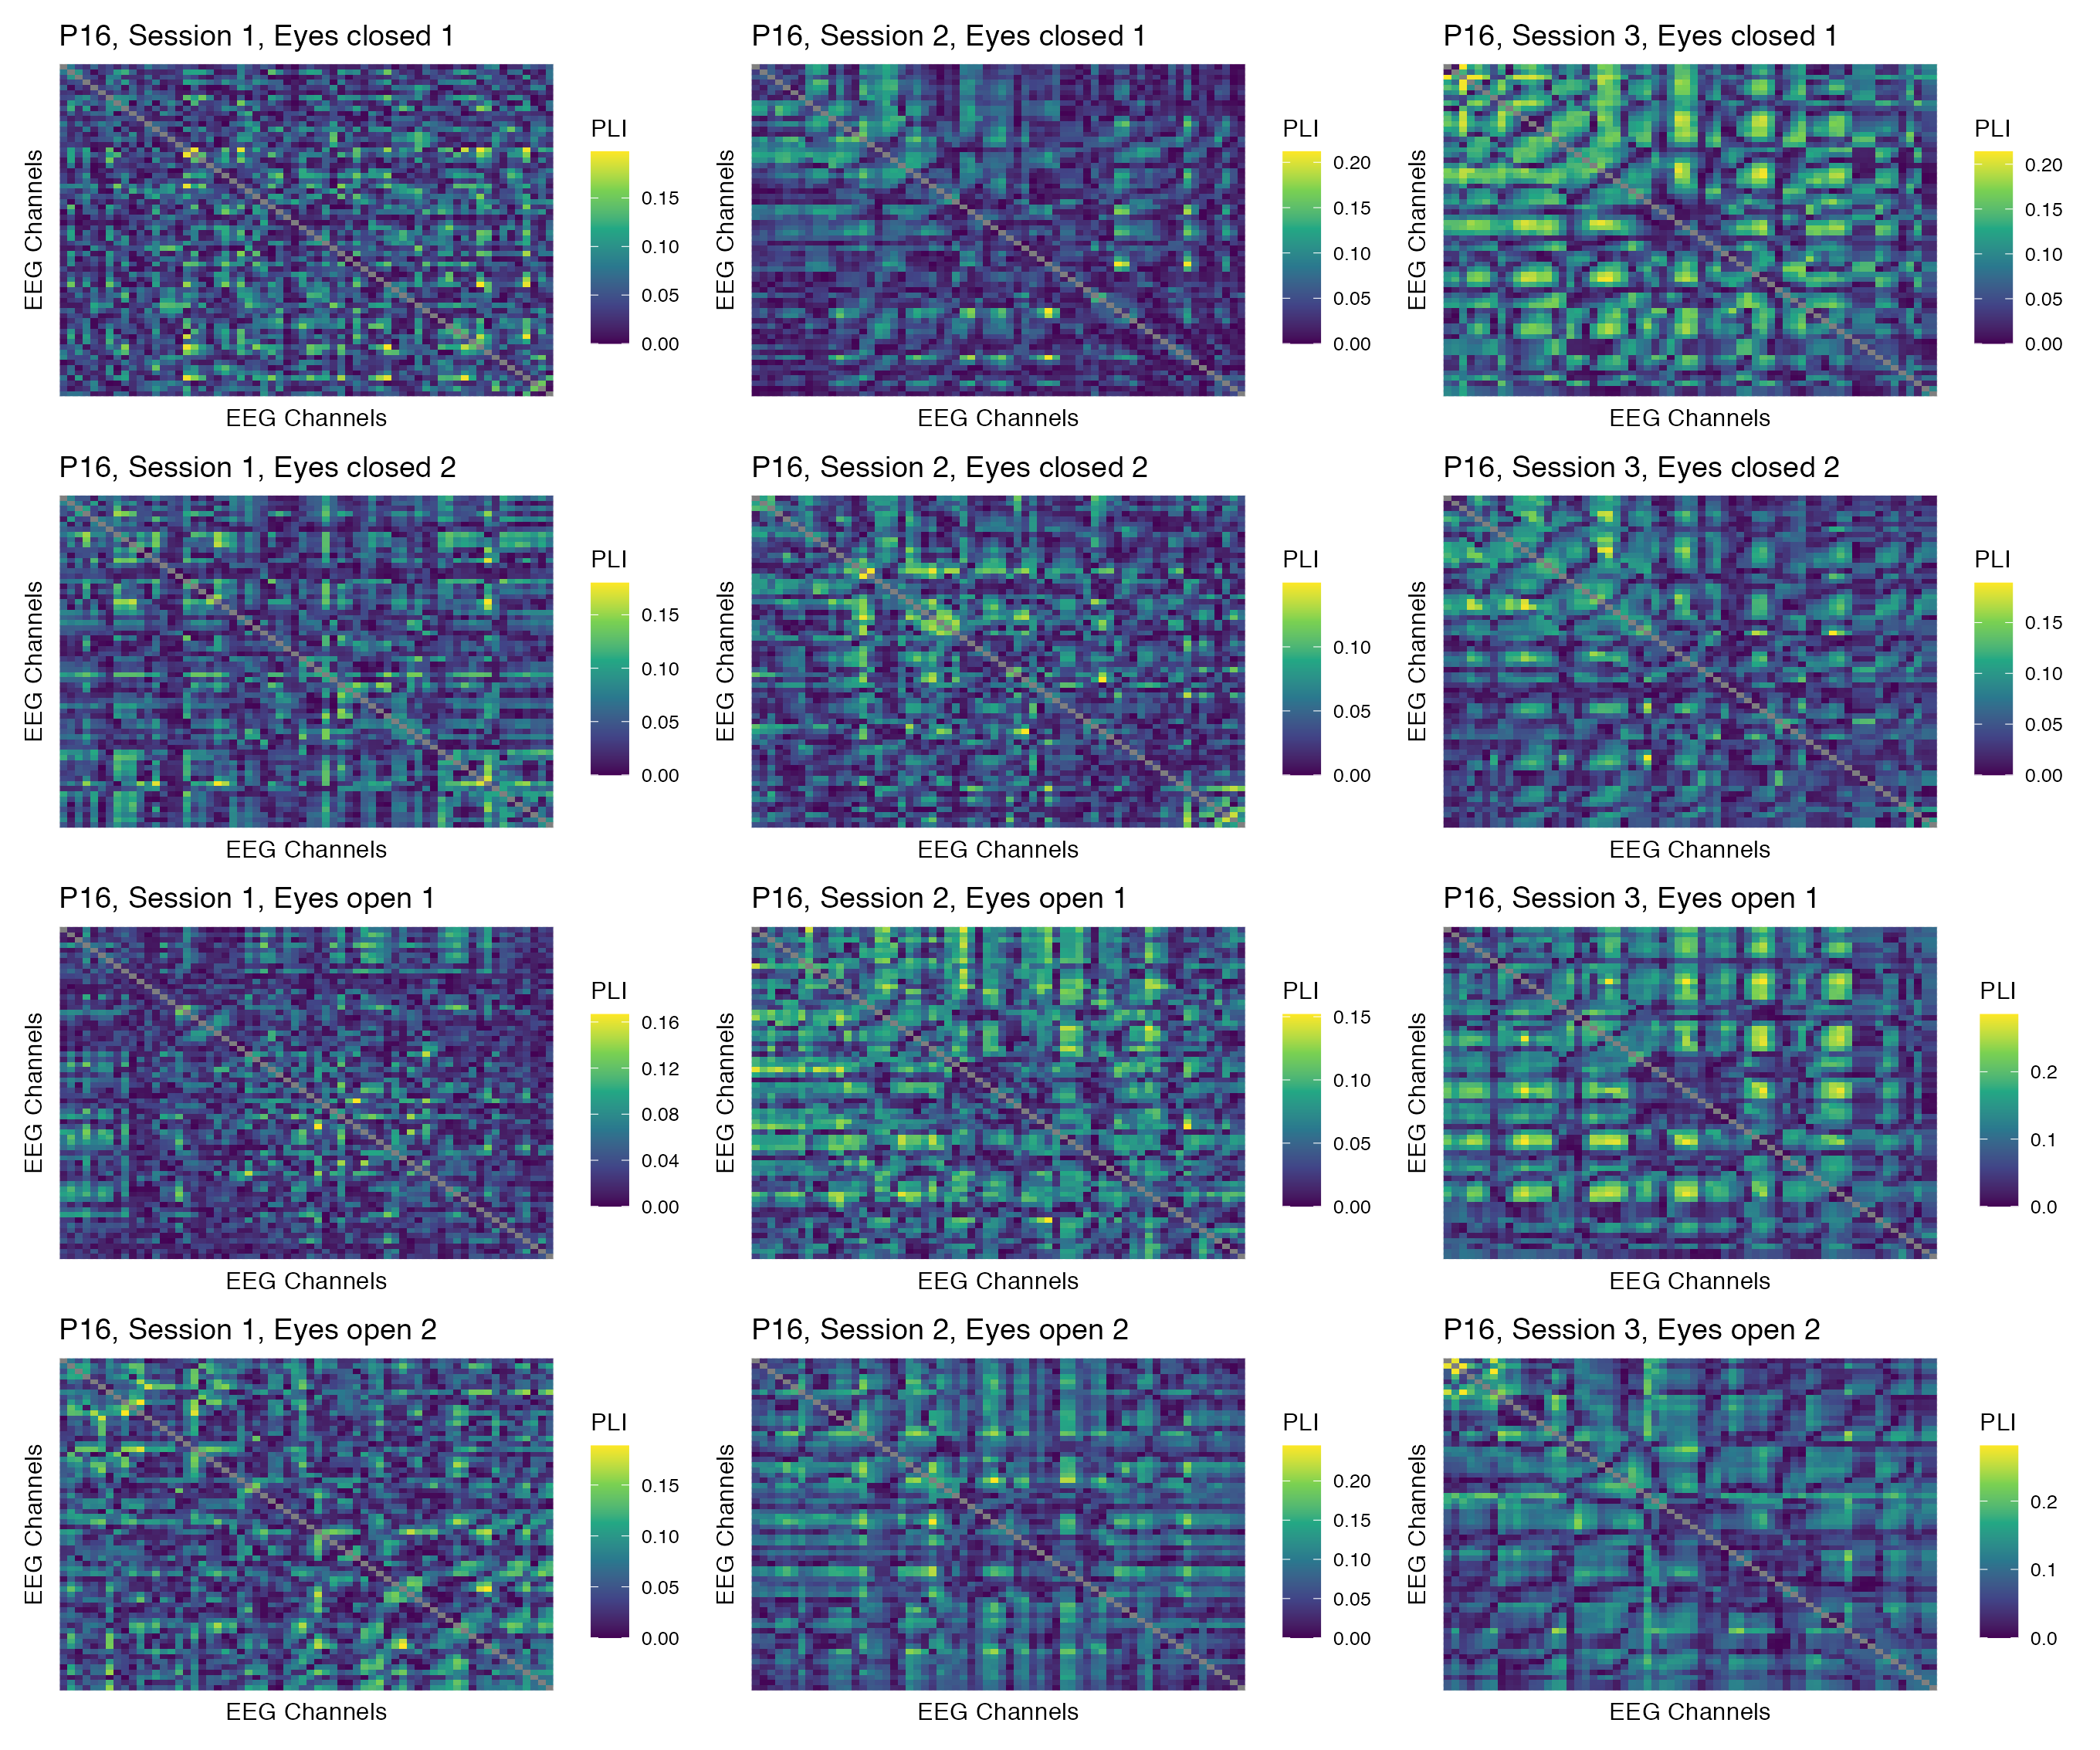 P16, Session 1, Eyes closed 1
P16, Session 2, Eyes closed 1
P16, Session 3, Eyes closed 1
EEG Channels
EEG Channels
PLI
0.15
0.10
0.05
0.00
EEG Channels
EEG Channels
PLI
0.20
0.15
0.10
0.05
0.00
EEG Channels
EEG Channels
PLI
0.20
0.15
0.10
0.05
0.00
P16, Session 1, Eyes closed 2
P16, Session 2, Eyes closed 2
P16, Session 3, Eyes closed 2
EEG Channels
EEG Channels
PLI
0.15
0.10
0.05
0.00
EEG Channels
EEG Channels
PLI
0.10
0.05
0.00
EEG Channels
EEG Channels
PLI
0.15
0.10
0.05
0.00
P16, Session 1, Eyes open 1
P16, Session 2, Eyes open 1
P16, Session 3, Eyes open 1
EEG Channels
EEG Channels
PLI
0.16
0.12
0.08
0.04
0.00
EEG Channels
EEG Channels
PLI
0.15
0.10
0.05
0.00
EEG Channels
EEG Channels
PLI
0.2
0.1
0.0
P16, Session 1, Eyes open 2
P16, Session 2, Eyes open 2
P16, Session 3, Eyes open 2
EEG Channels
EEG Channels
PLI
0.15
0.10
0.05
0.00
EEG Channels
EEG Channels
PLI
0.20
0.15
0.10
0.05
0.00
EEG Channels
EEG Channels
PLI
0.2
0.1
0.0